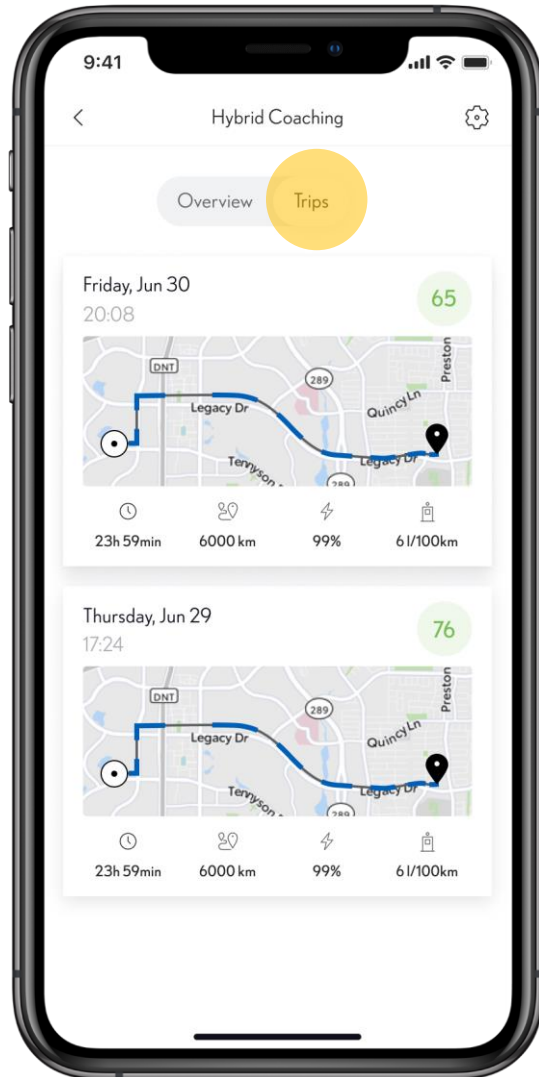 9:41
Hybrid Coaching
Overview
Trips
Friday, Jun 30
65
20:08
DNT
289
Preston
Legacy Dr
Quincy Ln
Tennyson
Legacy Dr
289
23h 59min
6000 km
99%
6 l/100km
Thursday, Jun 29
76
17:24
DNT
289
Preston
Legacy Dr
Quincy Ln
Tennyson
Legacy Dr
289
23h 59min
6000 km
99%
6 l/100km